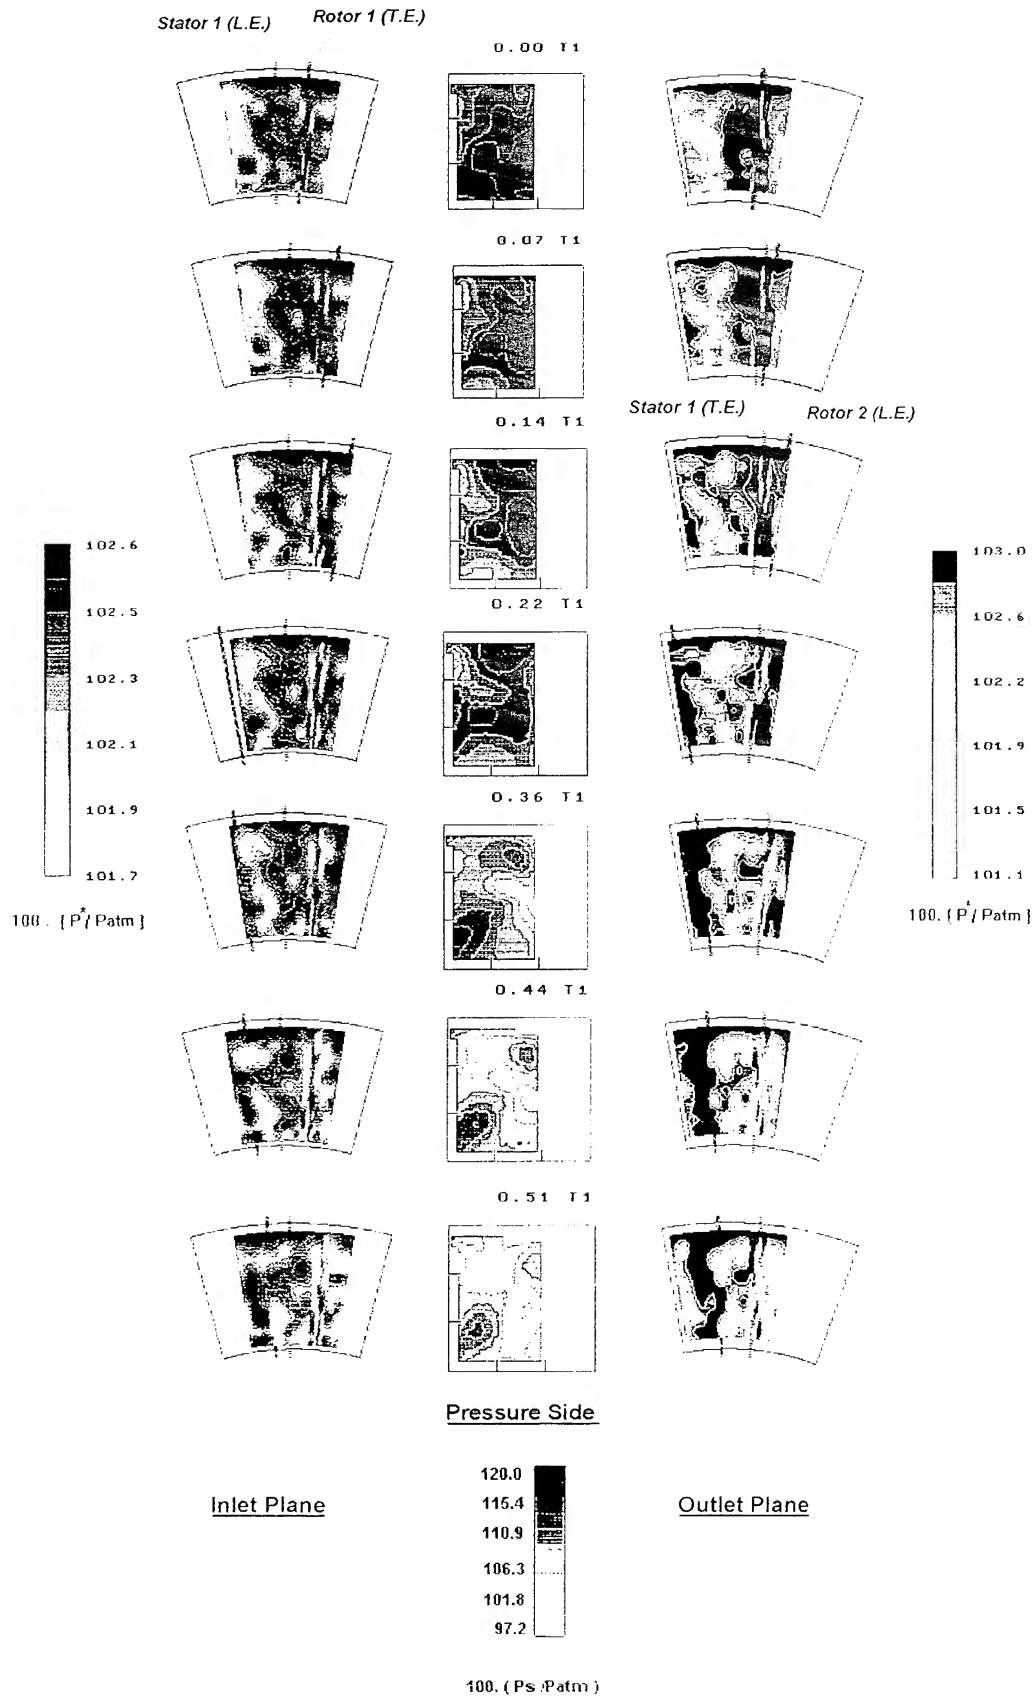 Stator 1 (L.E.) Rotor 1 (T.E.)
0.00 T1
0.07 T1
Stator 1 (T.E.) Rotor 2 (L.E.)
0.14 T1
102.6
102.5
102.3
102.1
101.9
101.7
100. [ P*/ Patm ]
0.22 T1
103.0
102.6
102.2
101.9
101.5
101.1
100. [ P*/ Patm ]
0.36 T1
0.44 T1
0.51 T1
Pressure Side
Inlet Plane
120.0
115.4
110.9
106.3
101.8
97.2
Outlet Plane
100. ( Ps /Patm )